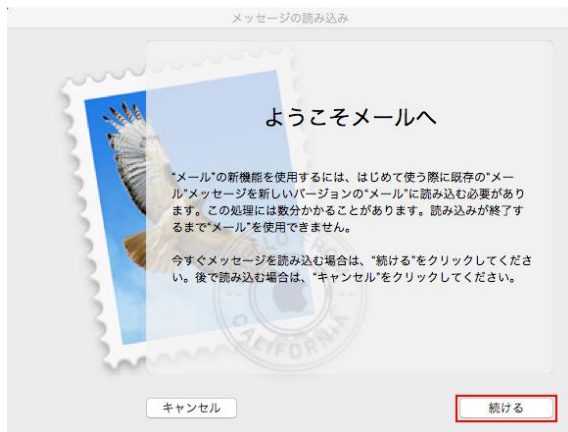 メッセージの読み込み
ようこそメールへ
“メール”の新機能を使用するには、はじめて使う際に既存の“メー
ル”メッセージを新しいバージョンの“メール”に読み込む必要があり
ます。この処理には数分かかることがあります。読み込みが終了す
るまで“メール”を使用できません。
今すぐメッセージを読み込む場合は、“続ける”をクリックしてくださ
い。後で読み込む場合は、“キャンセル”をクリックしてください。
CALIFORNIA
キャンセル
続ける